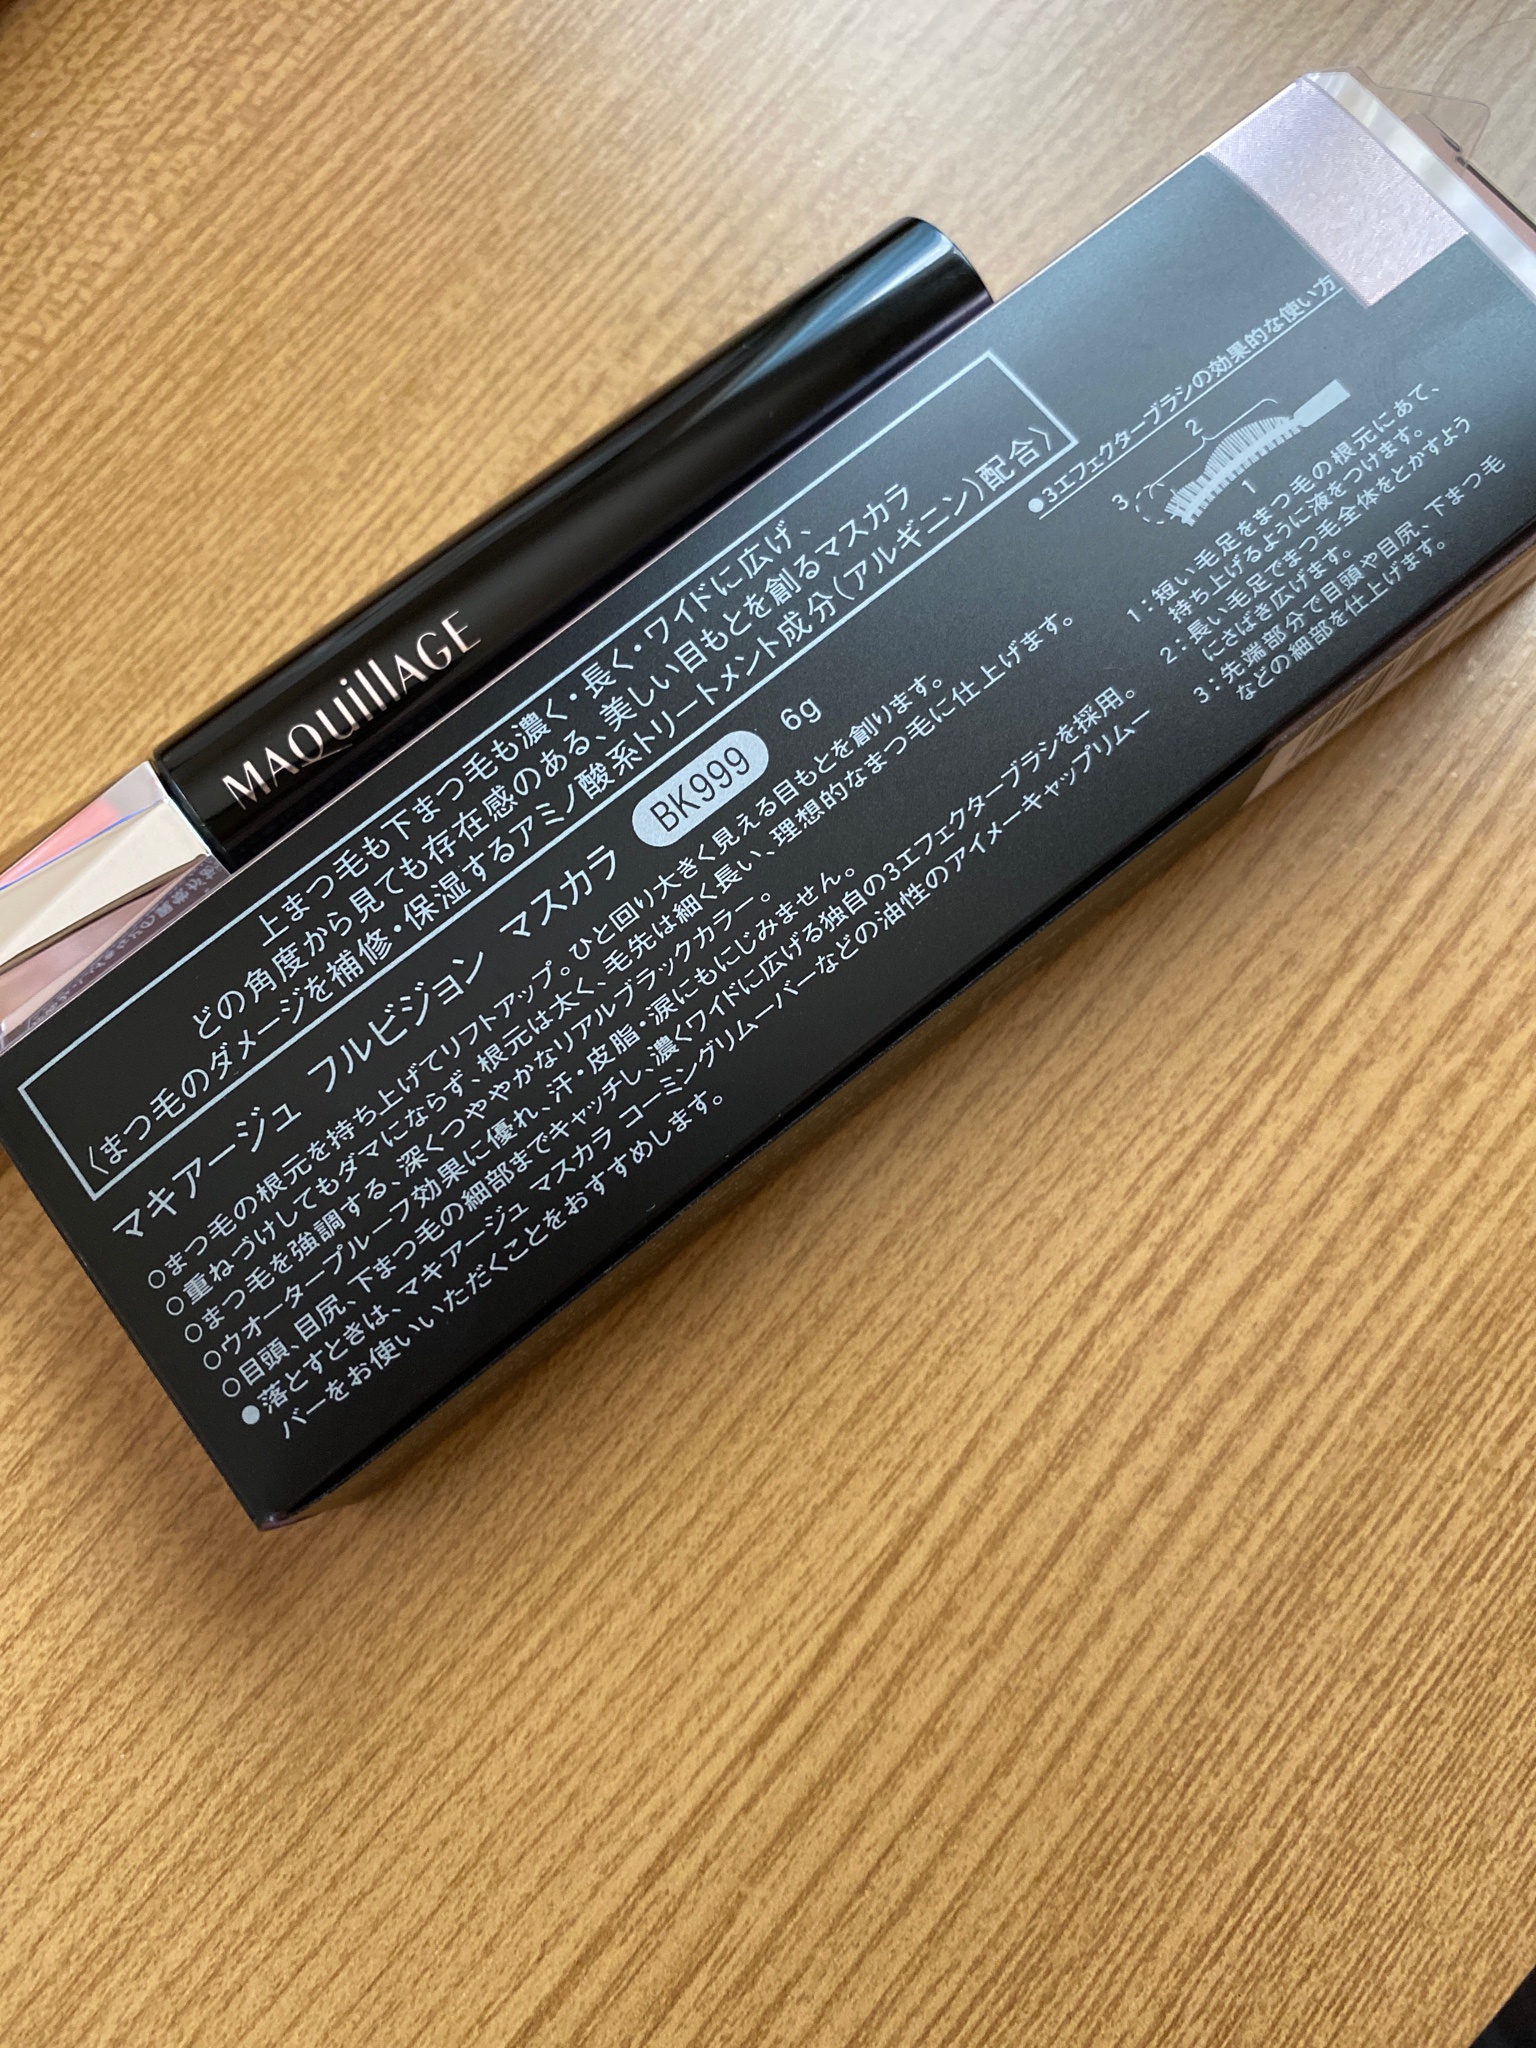 MAQuillAGE
上まつ毛も下まつ毛も濃く・長く・ワイドに広げ、
どの角度から見ても存在感のある、美しい目もとを創るマスカラ
〈まつ毛のダメージを補修・保湿するアミノ酸系トリートメント成分(アルギニン)配合〉
マキアージュ フルビジョン マスカラ BK999 6g
○まつ毛の根元を持ち上げてリフトアップ。ひと回り大きく見える目もとを創ります。
○重ねづけしてもダマにならず、根元は太く、毛先は細く長い、理想的なまつ毛に仕上げます。
○まつ毛を強調する、深くつややかなリアルブラックカラー。
○ウオータープルーフ効果に優れ、汗・皮脂・涙にもにじみません。
○目頭、目尻、下まつ毛の細部までキャッチし、濃くワイドに広げる独自の3エフェクターブラシを採用。
●落とすときは、マキアージュ マスカラ コーミングリムーバーなどの油性のアイメーキャップリムー
バーをお使いいただくことをおすすめします。
●3エフェクターブラシの効果的な使い方
3
2
1
1：短い毛足をまつ毛の根元にあて、
持ち上げるように液をつけます。
2：長い毛足でまつ毛全体をとかすよう
にさばき広げます。
3：先端部分で目頭や目尻、下まつ毛
などの細部を仕上げます。